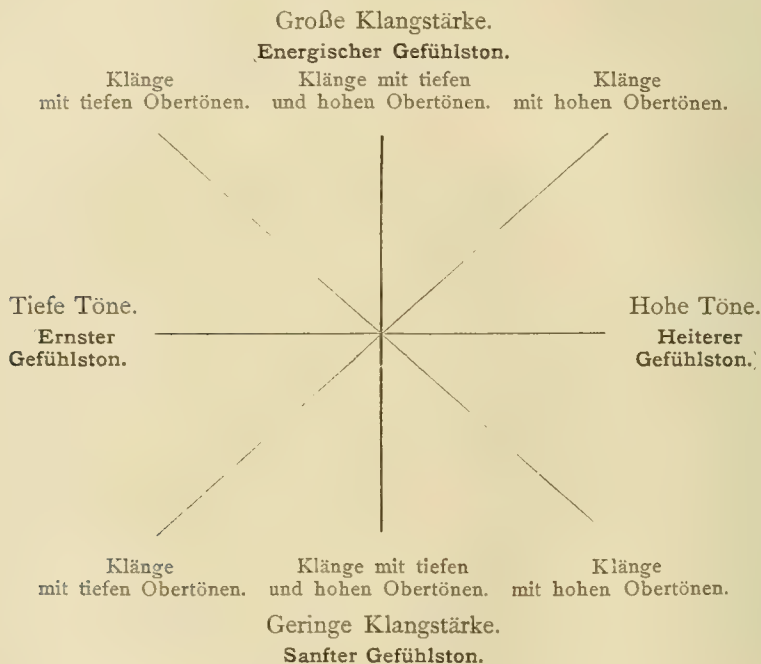 Große Klangstärke.
Energischer Gefühlston.
Klänge
mit tiefen Obertönen.
Klänge mit tiefen
und hohen Obertönen.
Klänge
mit hohen Obertönen.
Tiefe Töne.
Ernster
Gefühlston.
Hohe Töne.
Heiterer
Gefühlston.
Klänge
mit tiefen Obertönen.
Klänge mit tiefen
und hohen Obertönen.
Klänge
mit hohen Obertönen.
Geringe Klangstärke.
Sanfter Gefühlston.